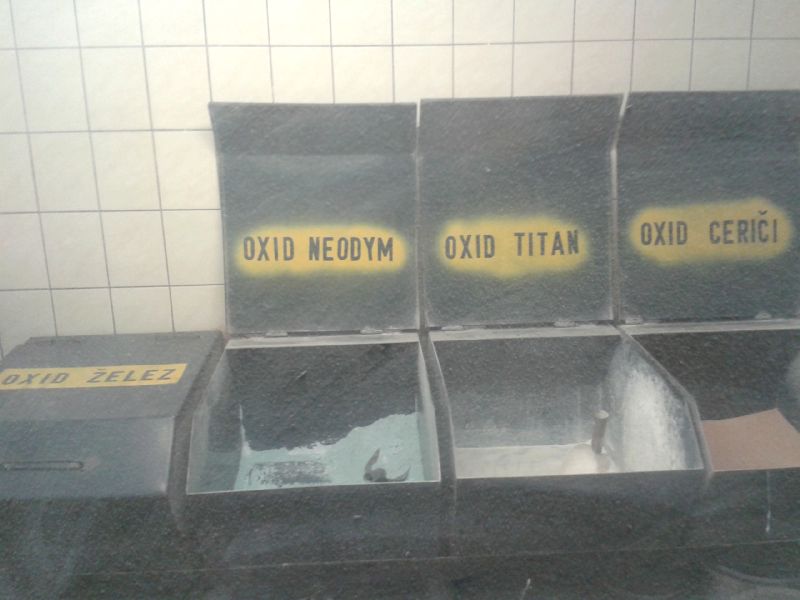 OXID ŽELEZ
OXID NEODYM
OXID TITAN
OXID CERIČI